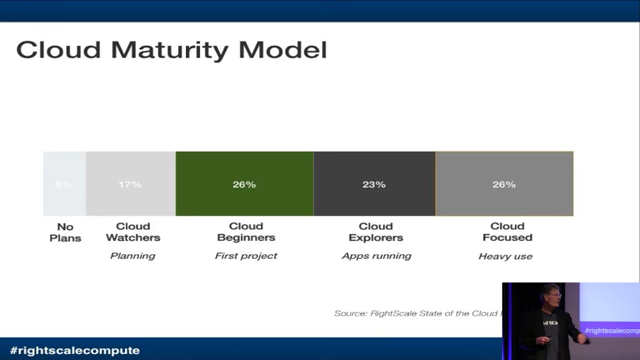 Cloud Maturity Model
8%
17%
26%
23%
26%
No
Plans
Cloud
Watchers
Planning
Cloud
Beginners
First project
Cloud
Explorers
Apps running
Cloud
Focused
Heavy use
Source: RightScale State of the Cloud
#rightscalecompute
#rightscalecompu